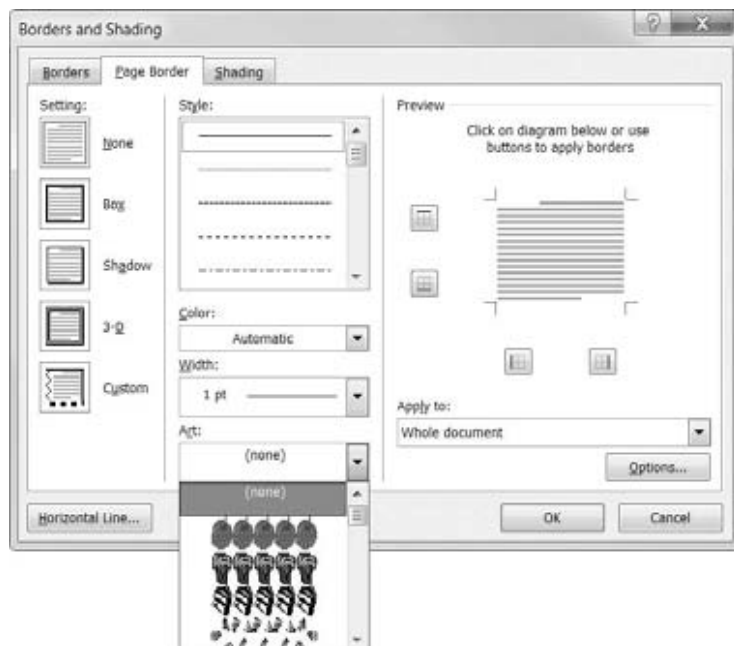 Borders and Shading
Borders
Page Border
Shading
Setting:
None
Box
Shadow
3-D
Custom
Style:
Color:
Automatic
Width:
1 pt
Art:
(none)
(none)
Preview
Click on diagram below or use
buttons to apply borders
Apply to:
Whole document
Options...
Horizontal Line...
OK
Cancel